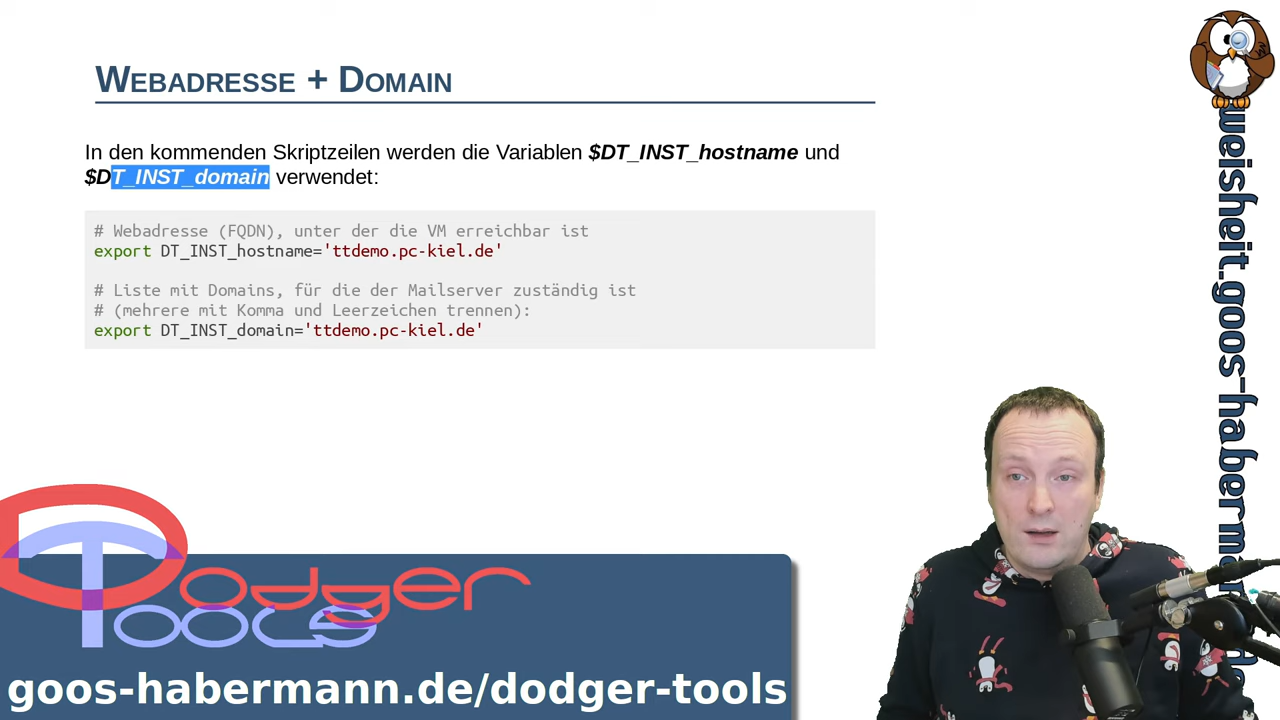 Webadresse + Domain
In den kommenden Skriptzeilen werden die Variablen $DT_INST_hostname und
$DT_INST_domain verwendet:
# Webadresse (FQDN), unter der die VM erreichbar ist
export DT_INST_hostname='ttdemo.pc-kiel.de'
# Liste mit Domains, für die der Mailserver zuständig ist
# (mehrere mit Komma und Leerzeichen trennen):
export DT_INST_domain='ttdemo.pc-kiel.de'
Dodger
Tools
goos-habermann.de/dodger-tools
weisheit.goos-haberma